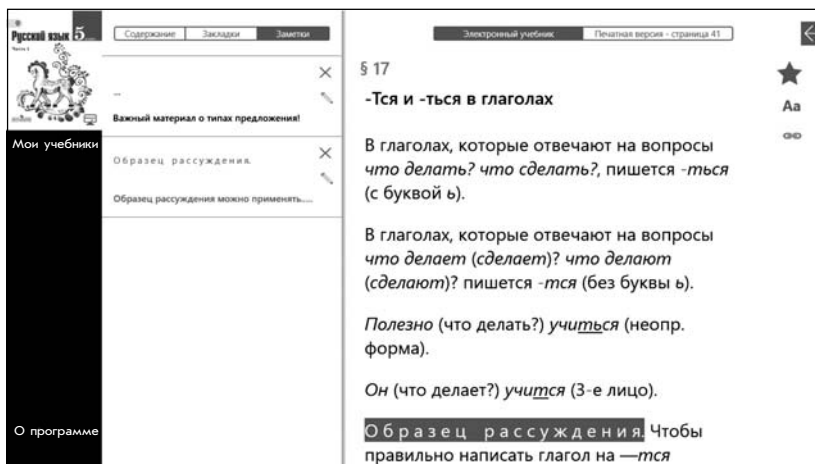 Русский язык 5
Часть 1
Мои учебники
О программе
Содержание Закладки Заметки
...
Важный материал о типах предложения!
Образец рассуждения.
Образец рассуждения можно применять....
Электронный учебник Печатная версия - страница 41
§ 17
-Тся и -ться в глаголах
В глаголах, которые отвечают на вопросы
что делать? что сделать?, пишется -ться
(с буквой ь).
В глаголах, которые отвечают на вопросы
что делает (сделает)? что делают
(сделают)? пишется -тся (без буквы ь).
Полезно (что делать?) учиться (неопр.
форма).
Он (что делает?) учится (3-е лицо).
Образец рассуждения. Чтобы
правильно написать глагол на —тся
Аа